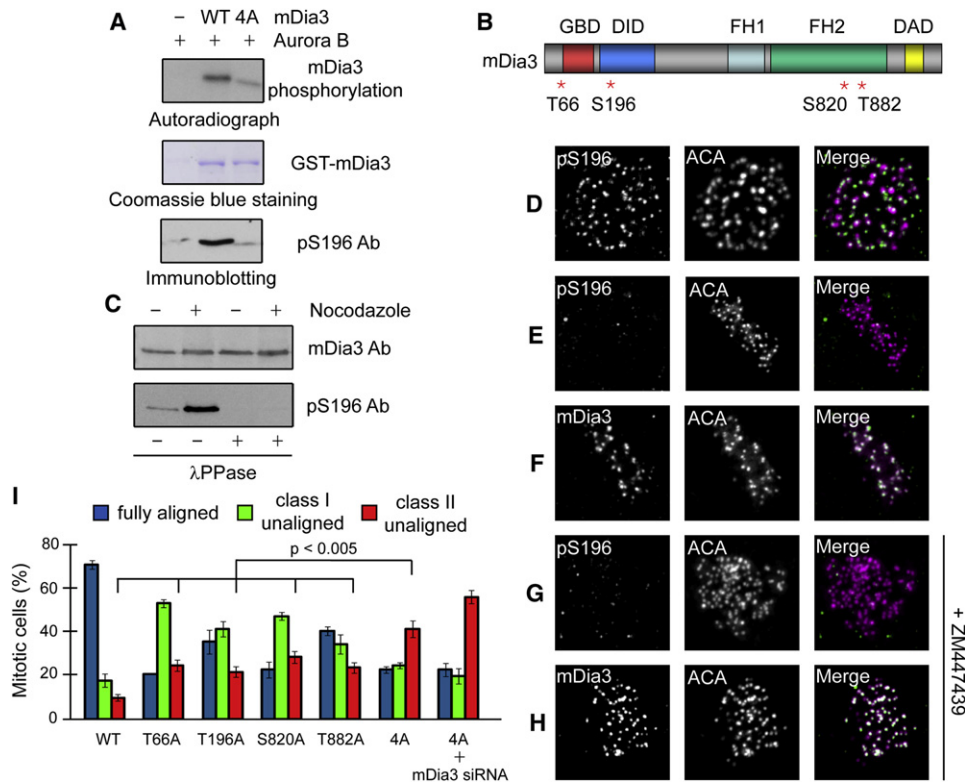 A
– WT 4A mDia3
+ + + Aurora B
mDia3
phosphorylation
Autoradiograph
GST-mDia3
Coomassie blue staining
pS196 Ab
Immunoblotting
B
GBD DID FH1 FH2 DAD
mDia3
* * * *
T66 S196 S820 T882
C
– + – + Nocodazole
mDia3 Ab
pS196 Ab
– – + +
λPPase
D
pS196 ACA Merge
E
pS196 ACA Merge
F
mDia3 ACA Merge
G
pS196 ACA Merge
H
mDia3 ACA Merge
+ ZM447439
I
fully aligned
class I
unaligned
class II
unaligned
p < 0.005
Mitotic cells (%)
80
60
40
20
0
WT T66A T196A S820A T882A 4A 4A
+
mDia3 siRNA